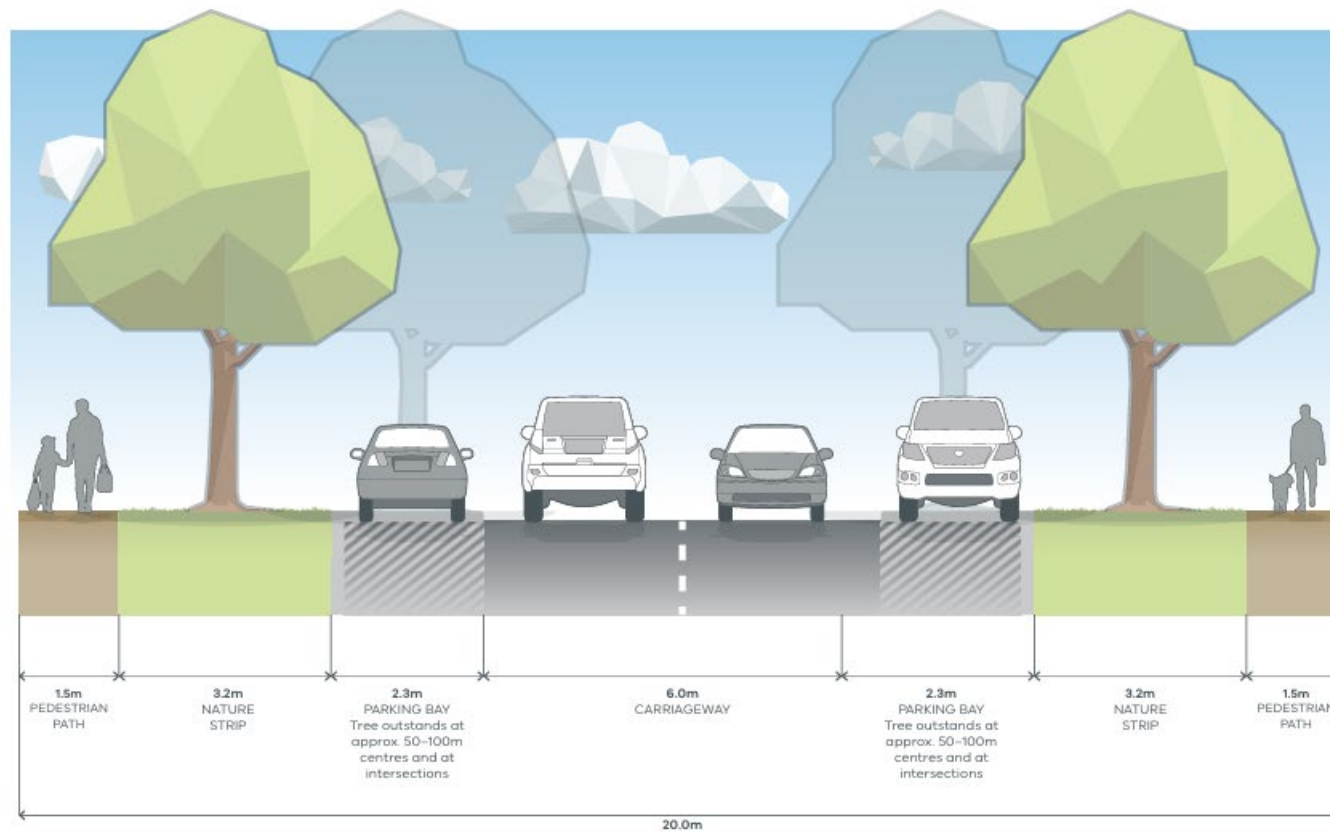 1.5m
PEDESTRIAN
PATH
3.2m
NATURE
STRIP
2.3m
PARKING BAY
Tree outstands at
approx. 50–100m
centres and at
intersections
6.0m
CARRIAGEWAY
2.3m
PARKING BAY
Tree outstands at
approx. 50–100m
centres and at
intersections
3.2m
NATURE
STRIP
1.5m
PEDESTRIAN
PATH
20.0m